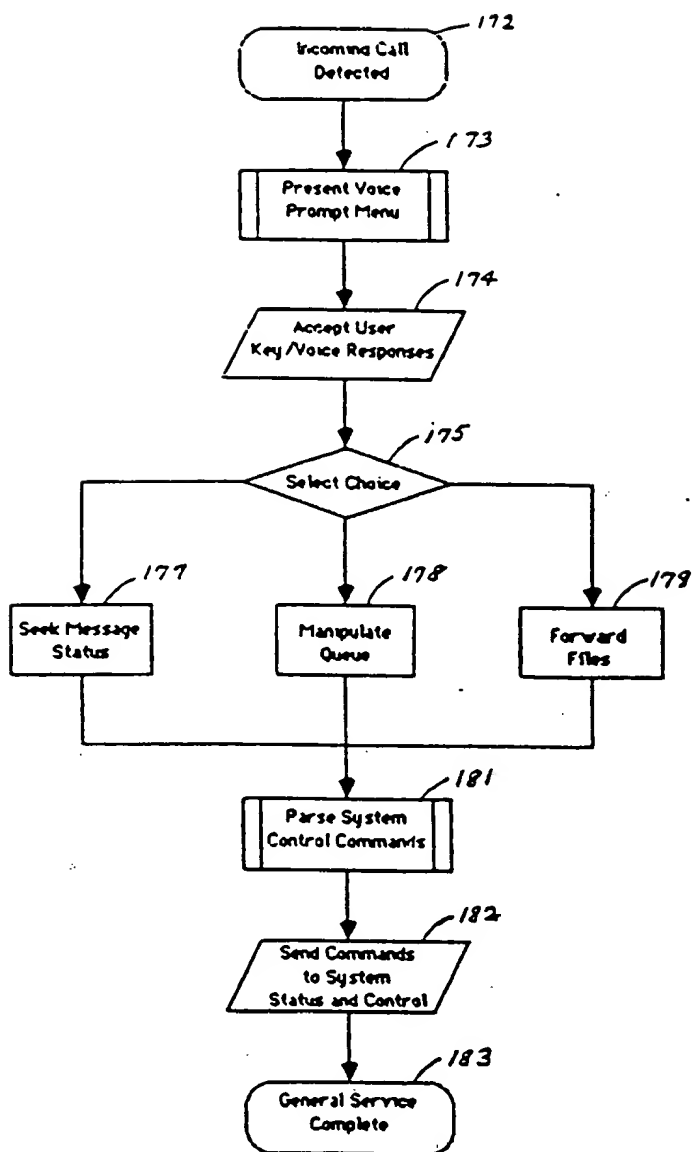 172
Incoming Call
Detected
173
Present Voice
Prompt Menu
174
Accept User
Key/Voice Responses
175
Select Choice
177
Seek Message
Status
178
Manipulate
Queue
179
Forward
Files
181
Parse System
Control Commands
182
Send Commands
to System
Status and Control
183
General Service
Complete